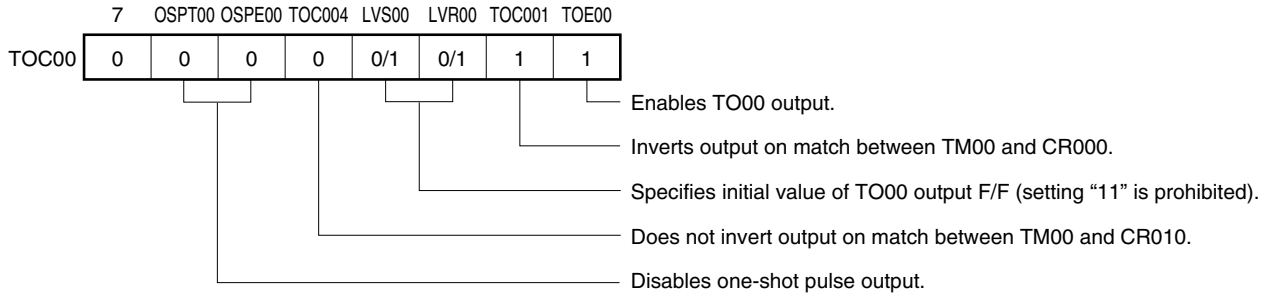 7 OSPT00 OSPE00 TOC004 LVS00 LVR00 TOC001 TOE00
TOC00 0 0 0 0 0/1 0/1 1 1
Enables TO00 output.
Inverts output on match between TM00 and CR000.
Specifies initial value of TO00 output F/F (setting “11” is prohibited).
Does not invert output on match between TM00 and CR010.
Disables one-shot pulse output.